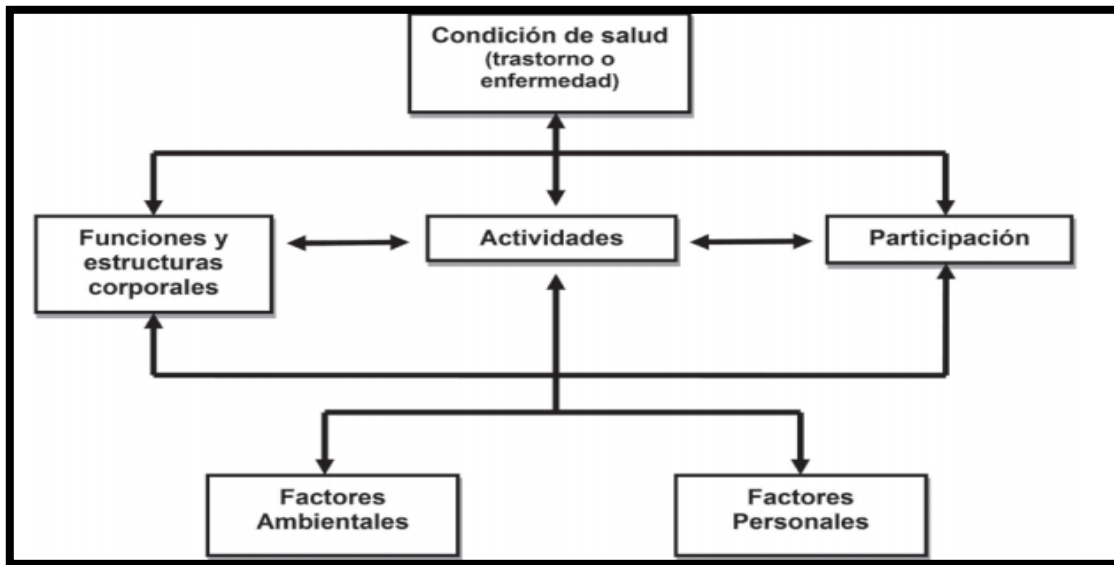 Condición de salud
(trastorno o
enfermedad)
Funciones y
estructuras
corporales
Actividades
Participación
Factores
Ambientales
Factores
Personales